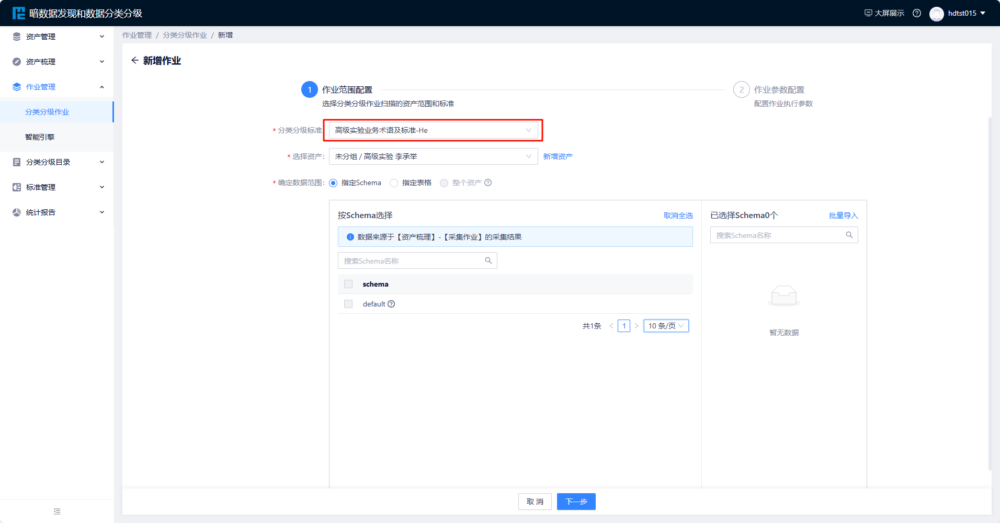 暗数据发现和数据分类分级
大屏展示
hdtst015
资产管理
资产梳理
作业管理
分类分级作业
智能引擎
分类分级目录
标准管理
统计报告
作业管理 / 分类分级作业 / 新增
新增作业
1 作业范围配置
选择分类分级作业扫描的资产范围和标准
2 作业参数配置
配置作业执行参数
* 分类分级标准 高级实验业务术语及标准-He
* 选择资产: 未分组 / 高级实验 李承举 新增资产
* 确定数据范围: 指定Schema 指定表格 整个资产
按Schema选择 取消全选
数据来源于【资产梳理】-【采集作业】的采集结果
搜索Schema名称
schema
default
共1条 < 1 > 10 条/页
已选择Schema0个 批量导入
搜索Schema名称
暂无数据
取 消 下一步